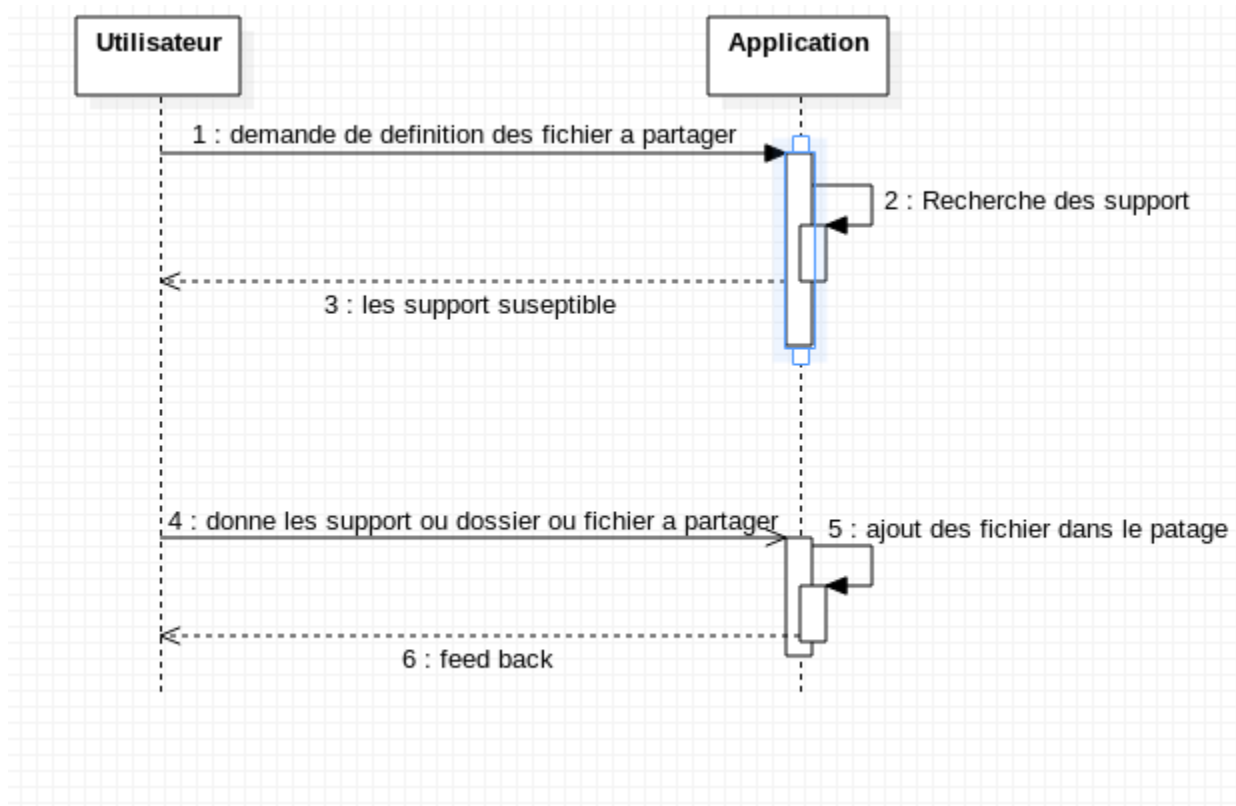 Utilisateur
Application
1 : demande de definition des fichier a partager
2 : Recherche des support
3 : les support suseptible
4 : donne les support ou dossier ou fichier a partager
5 : ajout des fichier dans le patage
6 : feed back